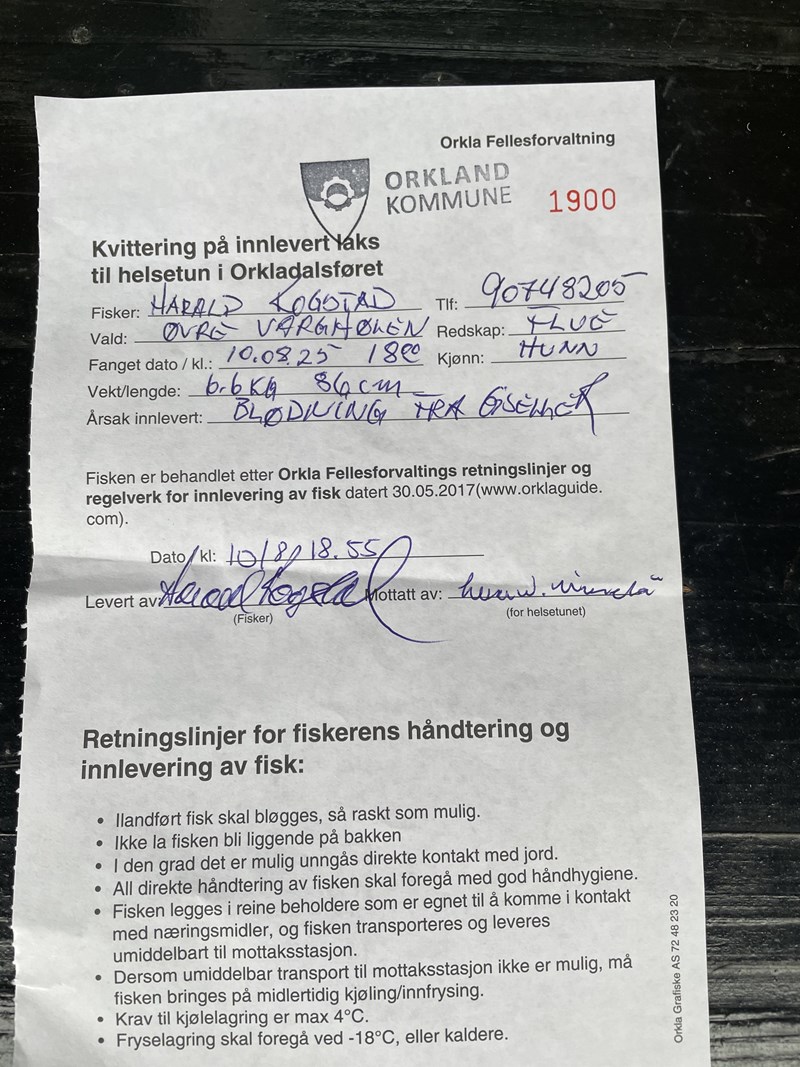 Orkla Fellesforvaltning
ORKLAND
KOMMUNE
1900
Kvittering på innlevert laks
til helsetun i Orkladalsføret
Fisker: HARALD KOGSTAD Tlf: 90748205
Vald: ØVRE VARGHØLEN Redskap: FLUE
Fanget dato / kl.: 10.08.25 1800 Kjønn: HUNN
Vekt/lengde: 6.6 KG 86 cm
Årsak innlevert: BLØDNING FRA GJELLER
Fisken er behandlet etter Orkla Fellesforvaltings retningslinjer og
regelverk for innlevering av fisk datert 30.05.2017(www.orklaguide.
com).
Dato/kl: 10/8/18.55
Levert av: Mottatt av:
(Fisker) (for helsetunet)
Retningslinjer for fiskerens håndtering og
innlevering av fisk:
• Ilandført fisk skal bløgges, så raskt som mulig.
• Ikke la fisken bli liggende på bakken
• I den grad det er mulig unngås direkte kontakt med jord.
• All direkte håndtering av fisken skal foregå med god håndhygiene.
• Fisken legges i reine beholdere som er egnet til å komme i kontakt
med næringsmidler, og fisken transporteres og leveres
umiddelbart til mottaksstasjon.
• Dersom umiddelbar transport til mottaksstasjon ikke er mulig, må
fisken bringes på midlertidig kjøling/innfrysing.
• Krav til kjølelagring er max 4°C.
• Fryselagring skal foregå ved -18°C, eller kaldere.
Orkla Grafiske AS 72 48 23 20